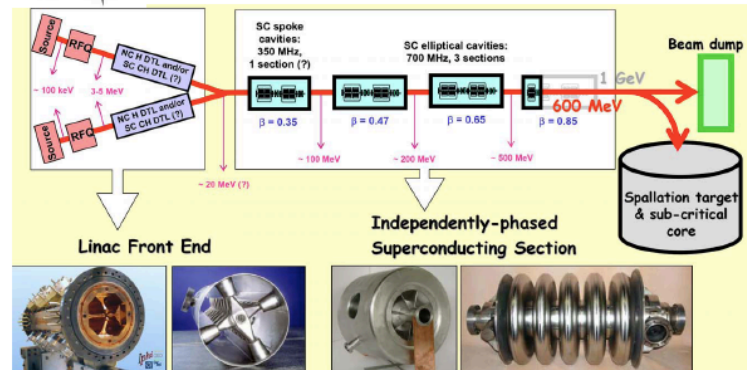 Source
RFQ
NC H DTL and/or
SC CH DTL (?)
~ 100 keV
3-5 MeV
Source
RFQ
NC H DTL and/or
SC CH DTL (?)
~ 20 MeV (?)
SC spoke
cavities:
350 MHz,
1 section (?)
SC elliptical cavities:
700 MHz, 3 sections
1 GeV
600 MeV
β = 0.35
β = 0.47
β = 0.65
β = 0.85
~ 100 MeV
~ 200 MeV
~ 500 MeV
Beam dump
Spallation target
& sub-critical
core
Linac Front End
Independently-phased
Superconducting Section